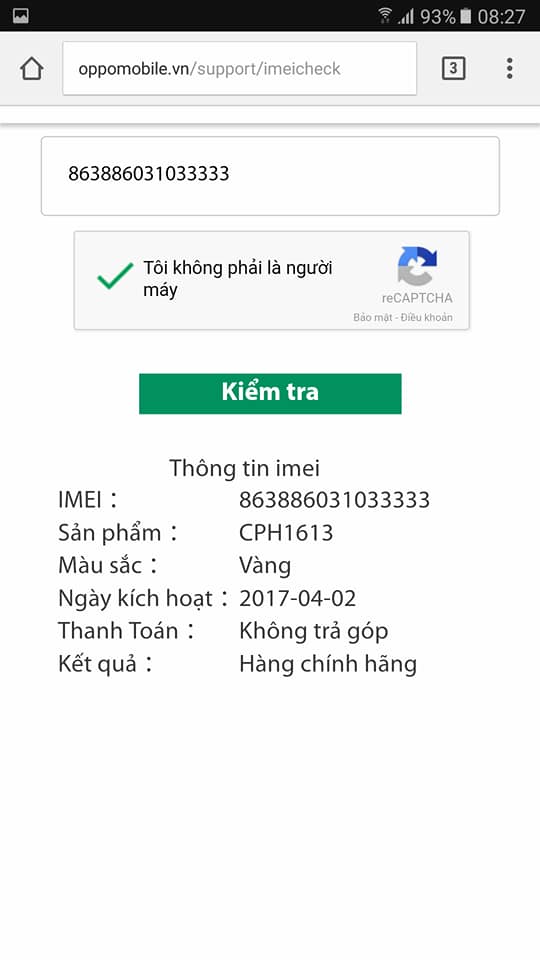 93% 08:27
oppomobile.vn/support/imeicheck 3
863886031033333
Tôi không phải là người
máy
reCAPTCHA
Bảo mật - Điều khoản
Kiểm tra
Thông tin imei
IMEI : 863886031033333
Sản phẩm : CPH1613
Màu sắc : Vàng
Ngày kích hoạt : 2017-04-02
Thanh Toán : Không trả góp
Kết quả : Hàng chính hãng